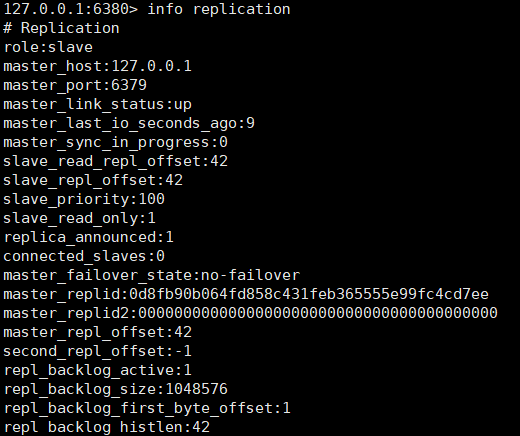 127.0.0.1:6380> info replication
# Replication
role:slave
master_host:127.0.0.1
master_port:6379
master_link_status:up
master_last_io_seconds_ago:9
master_sync_in_progress:0
slave_read_repl_offset:42
slave_repl_offset:42
slave_priority:100
slave_read_only:1
replica_announced:1
connected_slaves:0
master_failover_state:no-failover
master_replid:0d8fb90b064fd858c431feb365555e99fc4cd7ee
master_replid2:0000000000000000000000000000000000000000
master_repl_offset:42
second_repl_offset:-1
repl_backlog_active:1
repl_backlog_size:1048576
repl_backlog_first_byte_offset:1
repl_backlog_histlen:42